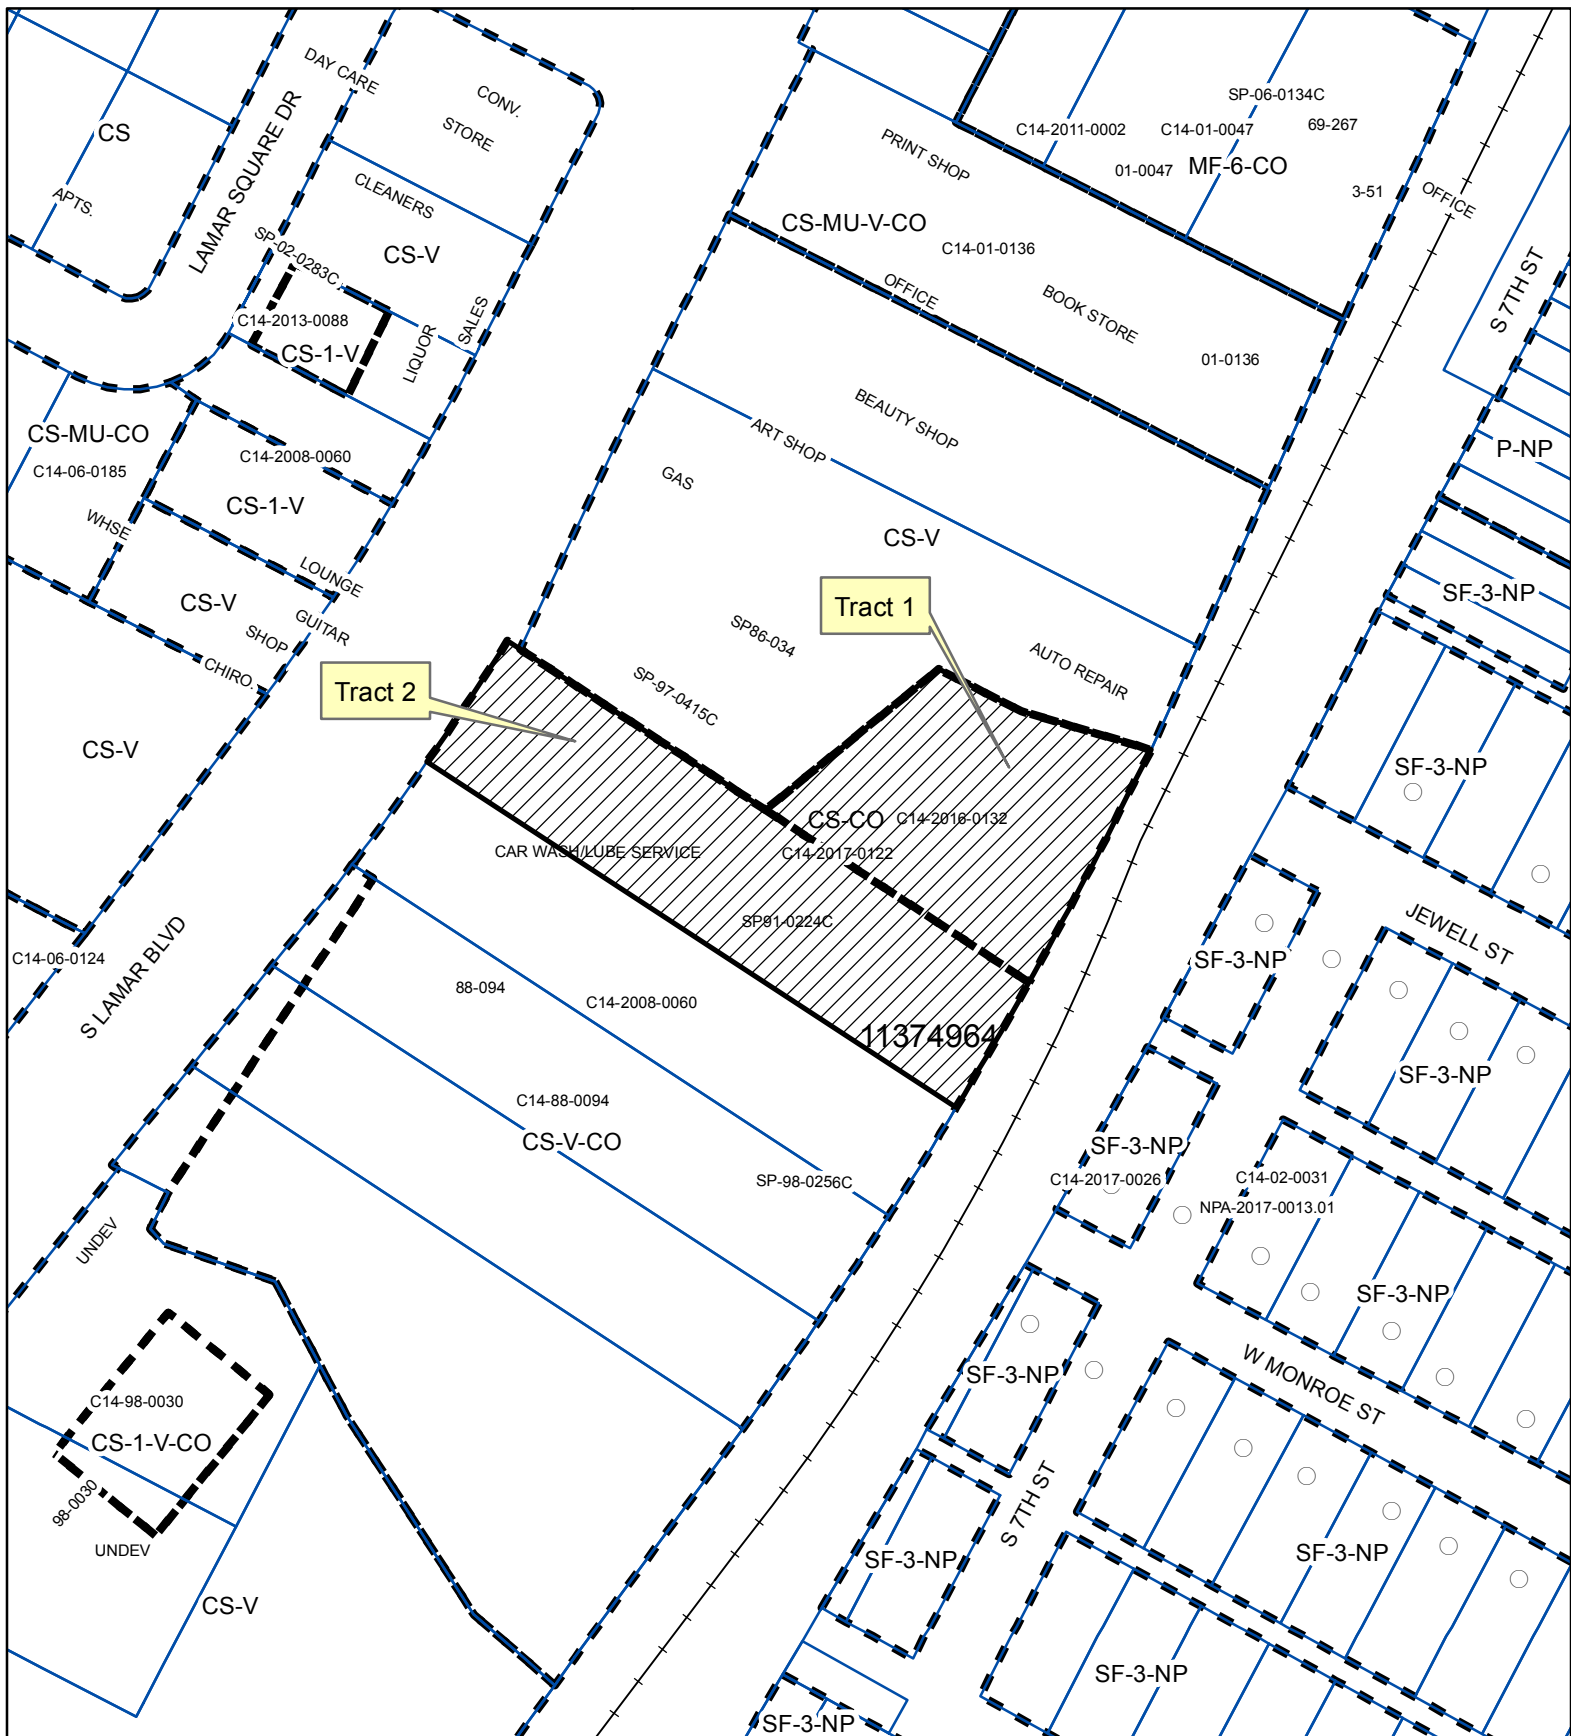 DAY CARE
CONV.
STORE
SP-06-0134C
CS
C14-2011-0002
C14-01-0047
69-267
PRINT SHOP
01-0047
MF-6-CO
LAMAR SQUARE DR
CLEANERS
3-51
OFFICE
APTS.
CS-MU-V-CO
SP-02-0283C
CS-V
C14-01-0136
OFFICE
S 7TH ST
BOOK STORE
C14-2013-0088
SALES
LIQUOR
CS-1-V
01-0136
BEAUTY SHOP
CS-MU-CO
ART SHOP
P-NP
C14-2008-0060
C14-06-0185
GAS
CS-1-V
WHSE
CS-V
LOUNGE
SF-3-NP
CS-V
Tract 1
GUITAR
SHOP
SP86-034
CHIRO.
AUTO REPAIR
Tract 2
SP-97-0415C
CS-V
SF-3-NP
CS-CO
C14-2016-0132
CAR WASH/LUBE SERVICE
C14-2017-0122
SP91-0224C
JEWELL ST
C14-06-0124
S LAMAR BLVD
SF-3-NP
88-094
C14-2008-0060
11374964
SF-3-NP
C14-88-0094
CS-V-CO
SF-3-NP
SP-98-0256C
C14-2017-0026
C14-02-0031
NPA-2017-0013.01
UNDEV
SF-3-NP
SF-3-NP
W MONROE ST
C14-98-0030
CS-1-V-CO
98-0030
S 7TH ST
UNDEV
SF-3-NP
SF-3-NP
CS-V
SF-3-NP
SF-3-NP